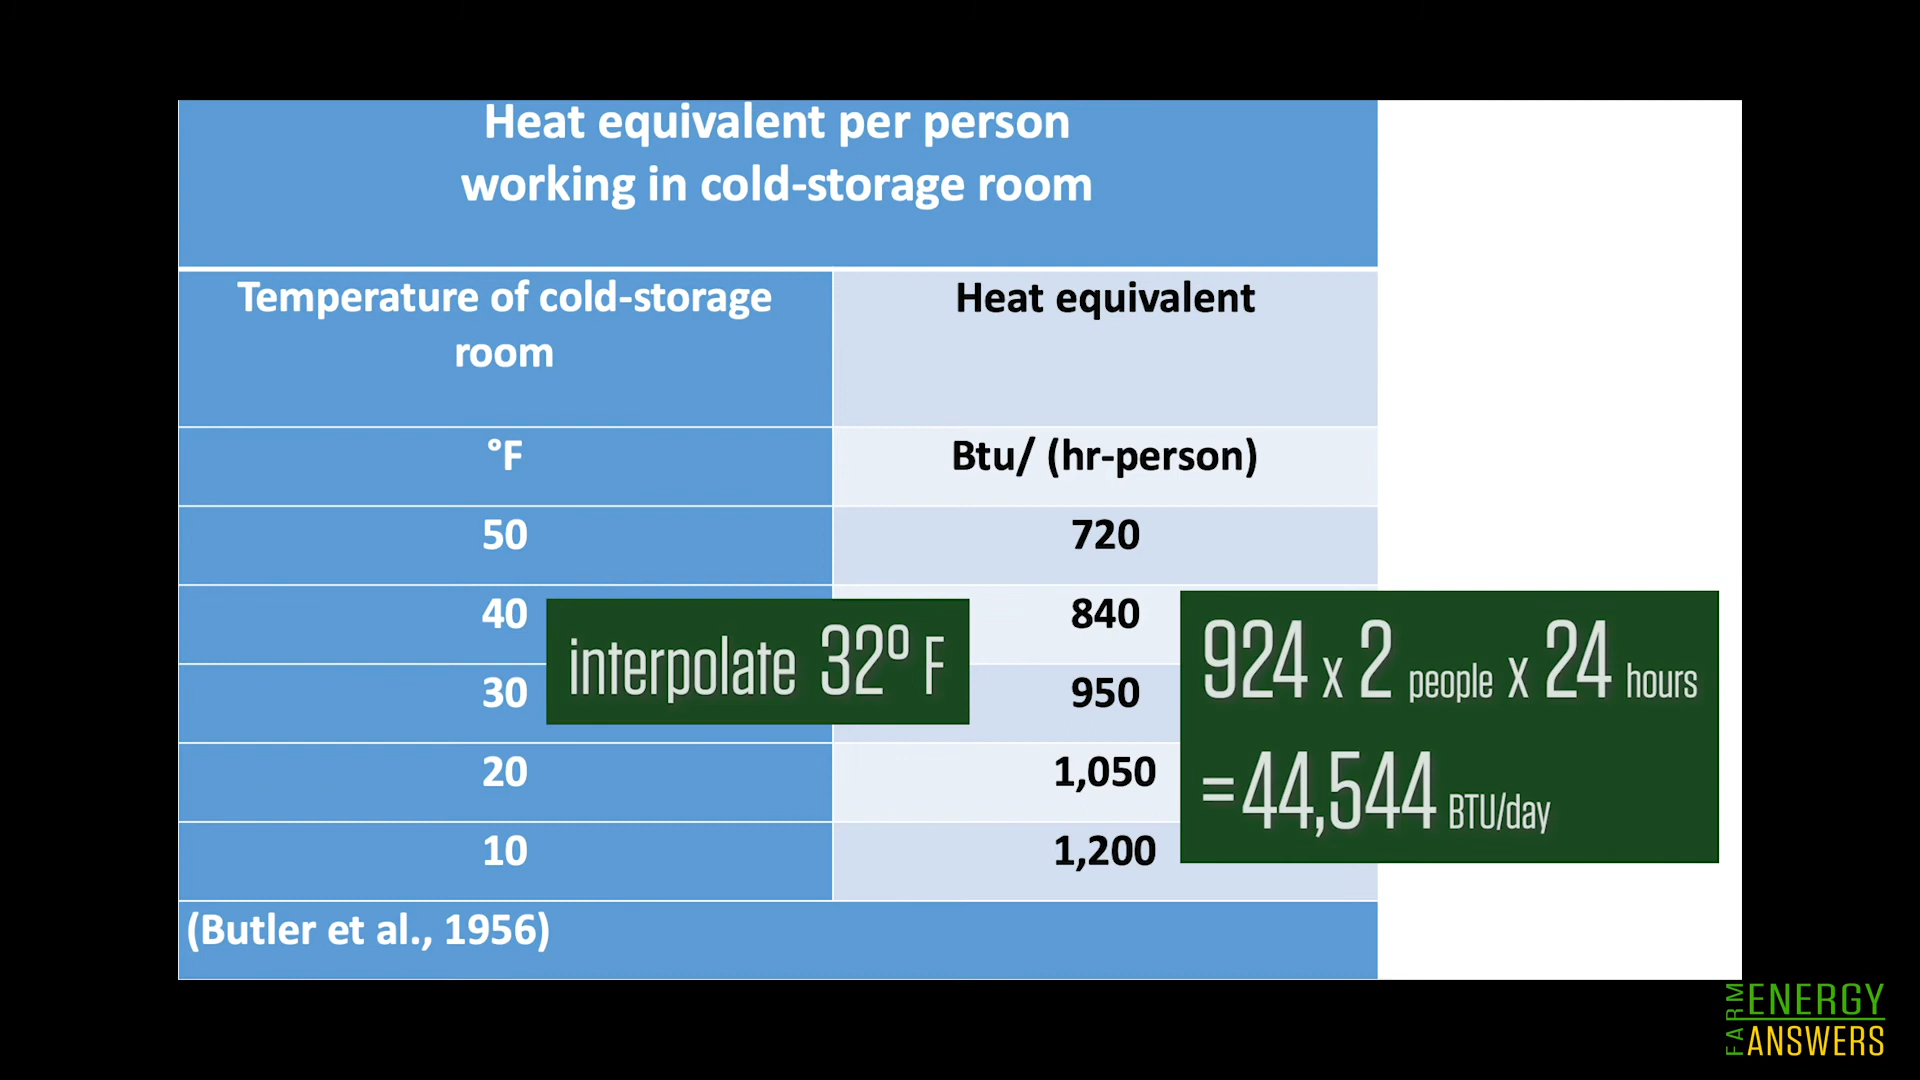 Heat equivalent per person
working in cold-storage room
Temperature of cold-storage
room
Heat equivalent
°F
Btu/ (hr-person)
50
720
40
840
30
950
20
1,050
10
1,200
(Butler et al., 1956)
interpolate 32º F
924 x 2 people x 24 hours
=44,544 BTU/day
FARM
ENERGY
ANSWERS